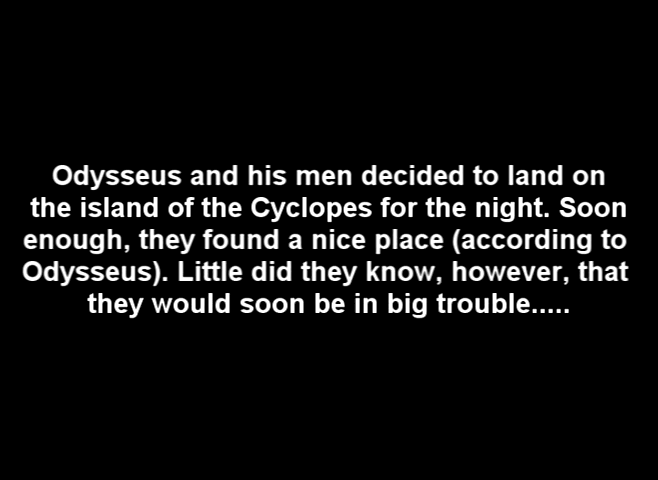 Odysseus and his men decided to land on
the island of the Cyclopes for the night. Soon
enough, they found a nice place (according to
Odysseus). Little did they know, however, that
they would soon be in big trouble.....